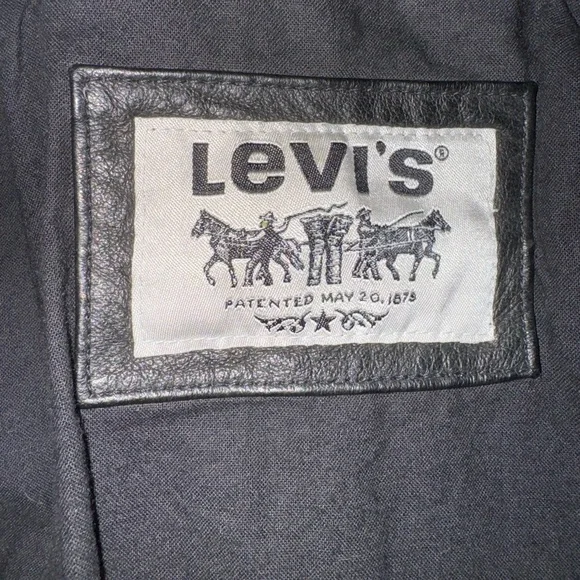 LeVI'S®
PATENTED MAY 20, 1873